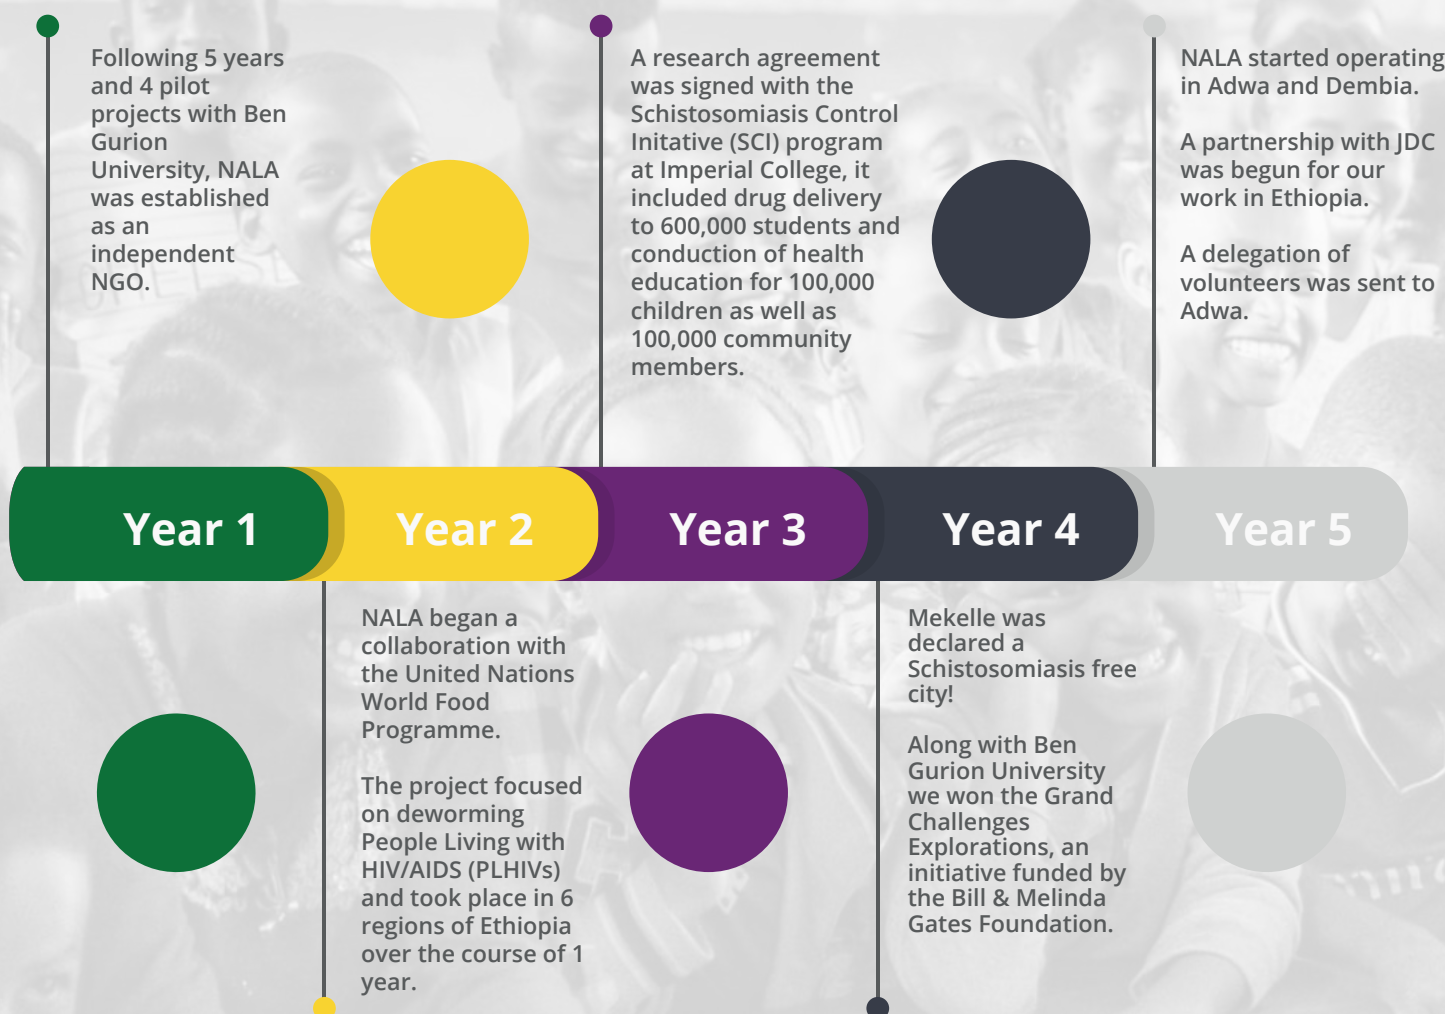 Following 5 years
and 4 pilot
projects with Ben
Gurion
University, NALA
was established
as an
independent
NGO.
A research agreement
was signed with the
Schistosomiasis Control
Initative (SCI) program
at Imperial College, it
included drug delivery
to 600,000 students and
conduction of health
education for 100,000
children as well as
100,000 community
members.
NALA started operating
in Adwa and Dembia.
A partnership with JDC
was begun for our
work in Ethiopia.
A delegation of
volunteers was sent to
Adwa.
Year 1
Year 2
Year 3
Year 4
Year 5
NALA began a
collaboration with
the United Nations
World Food
Programme.
The project focused
on deworming
People Living with
HIV/AIDS (PLHIVs)
and took place in 6
regions of Ethiopia
over the course of 1
year.
Mekelle was
declared a
Schistosomiasis free
city!
Along with Ben
Gurion University
we won the Grand
Challenges
Explorations, an
initiative funded by
the Bill & Melinda
Gates Foundation.